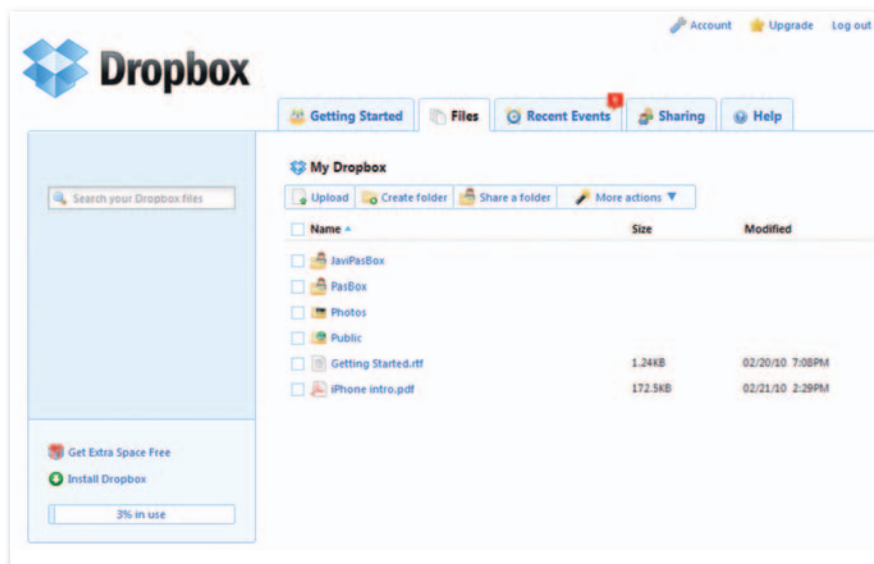 Account Upgrade Log out
Dropbox
Getting Started Files Recent Events Sharing Help
My Dropbox
Search your Dropbox files
Upload Create folder Share a folder More actions
Name Size Modified
JaviPasBox
PasBox
Photos
Public
Getting Started.rtf 1.24KB 02/20/10 7:08PM
iPhone intro.pdf 172.5KB 02/21/10 2:29PM
Get Extra Space Free
Install Dropbox
3% in use